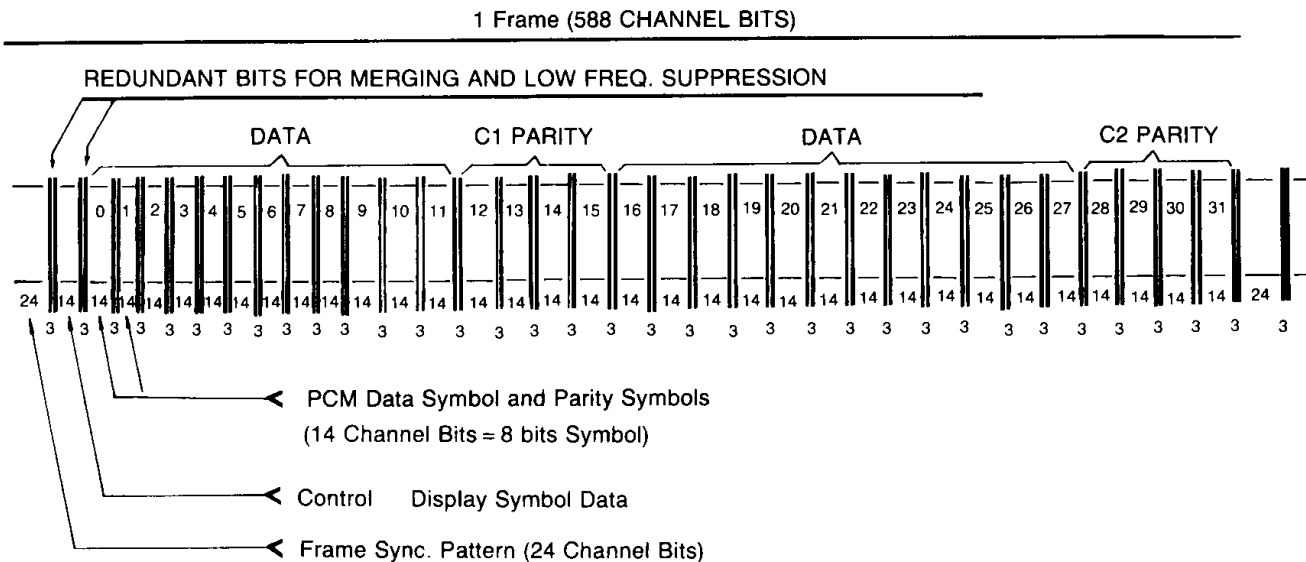 1 Frame (588 CHANNEL BITS)
REDUNDANT BITS FOR MERGING AND LOW FREQ. SUPPRESSION
DATA C1 PARITY DATA C2 PARITY
0 1 2 3 4 5 6 7 8 9 10 11 12 13 14 15 16 17 18 19 20 21 22 23 24 25 26 27 28 29 30 31
24 14 14 14 14 14 14 14 14 14 14 14 14 14 14 14 14 14 14 14 14 14 14 14 14 14 14 14 14 14 14 14 14 14 24
3 3 3 3 3 3 3 3 3 3 3 3 3 3 3 3 3 3 3 3 3 3 3 3 3 3 3 3 3 3 3 3 3 3 3
PCM Data Symbol and Parity Symbols
(14 Channel Bits = 8 bits Symbol)
Control Display Symbol Data
Frame Sync. Pattern (24 Channel Bits)